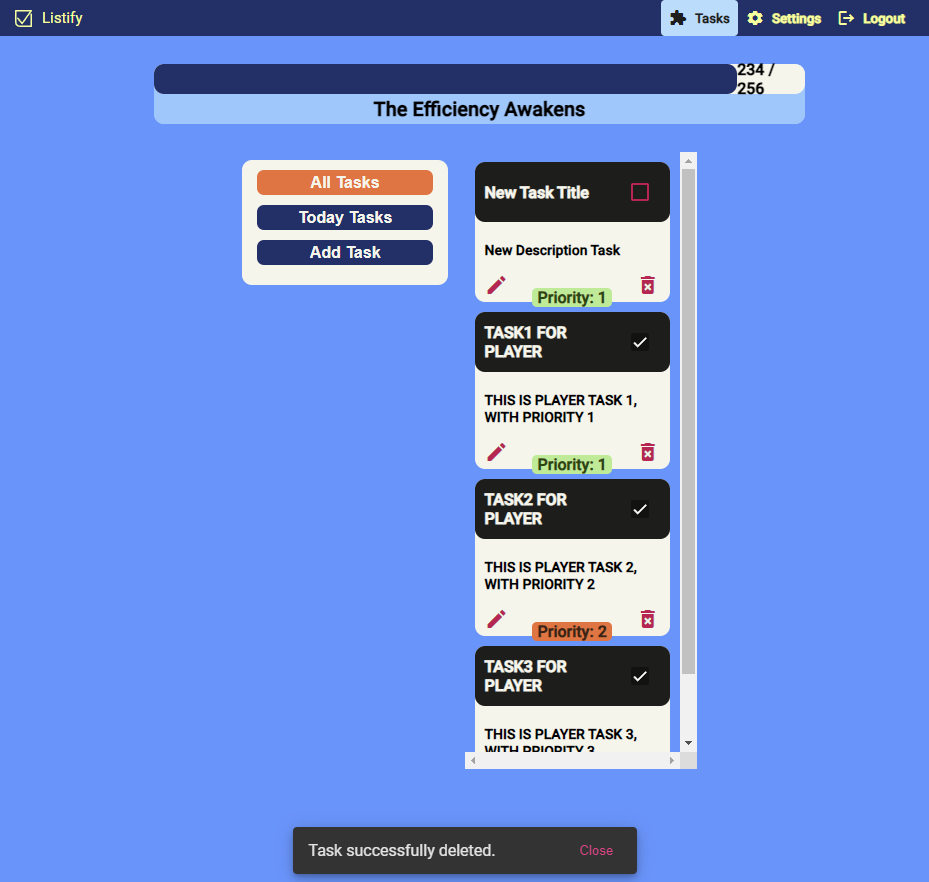 Listify
Tasks
Settings
Logout
234 /
256
The Efficiency Awakens
All Tasks
Today Tasks
Add Task
New Task Title
New Description Task
Priority: 1
TASK1 FOR
PLAYER
THIS IS PLAYER TASK 1,
WITH PRIORITY 1
Priority: 1
TASK2 FOR
PLAYER
THIS IS PLAYER TASK 2,
WITH PRIORITY 2
Priority: 2
TASK3 FOR
PLAYER
THIS IS PLAYER TASK 3,
WITH PRIORITY 3
Task successfully deleted.
Close